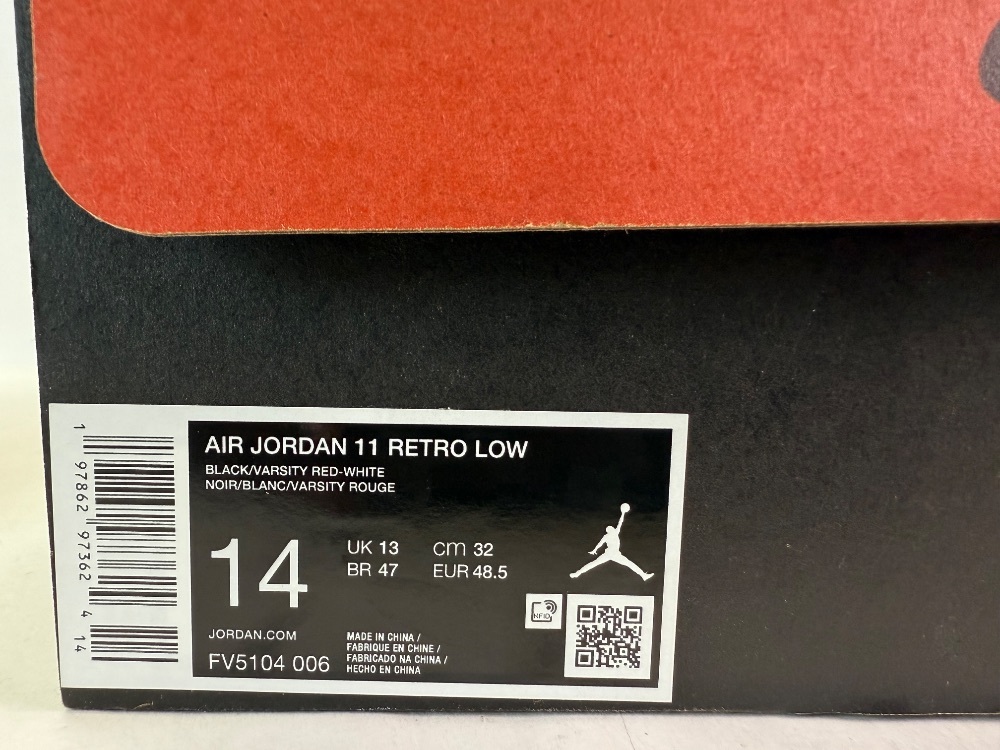 AIR JORDAN 11 RETRO LOW
BLACK/VARSITY RED-WHITE
NOIR/BLANC/VARSITY ROUGE
14
UK 13 cm 32
BR 47 EUR 48.5
JORDAN.COM
FV5104 006
MADE IN CHINA /
FABRIQUE EN CHINE /
FABRICADO NA CHINA /
HECHO EN CHINA
1 97862 97362 4 14